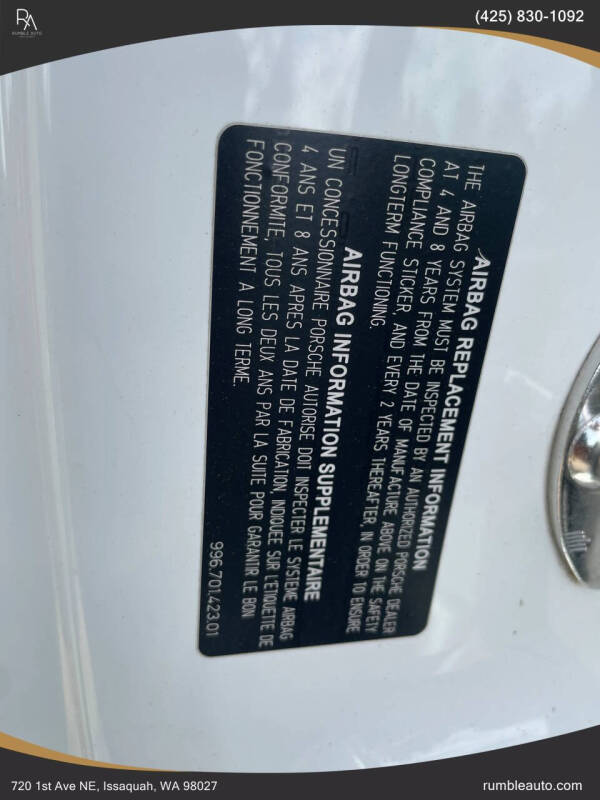 RA
RUMBLE AUTO
(425) 830-1092
AIRBAG REPLACEMENT INFORMATION
THE AIRBAG SYSTEM MUST BE INSPECTED BY AN AUTHORIZED PORSCHE DEALER
AT 4 AND 8 YEARS FROM THE DATE OF MANUFACTURE ABOVE ON THE SAFETY
COMPLIANCE STICKER, AND EVERY 2 YEARS THEREAFTER, IN ORDER TO ENSURE
LONGTERM FUNCTIONING.
AIRBAG INFORMATION SUPPLEMENTAIRE
UN CONCESSIONNAIRE PORSCHE AUTORISE DOIT INSPECTER LE SYSTEME AIRBAG
4 ANS ET 8 ANS APRES LA DATE DE FABRICATION, INDIQUEE SUR L'ETIQUETTE DE
CONFORMITE, TOUS LES DEUX ANS PAR LA SUITE POUR GARANTIR LE BON
FONCTIONNEMENT A LONG TERME.
996.701.423.01
720 1st Ave NE, Issaquah, WA 98027
rumbleauto.com